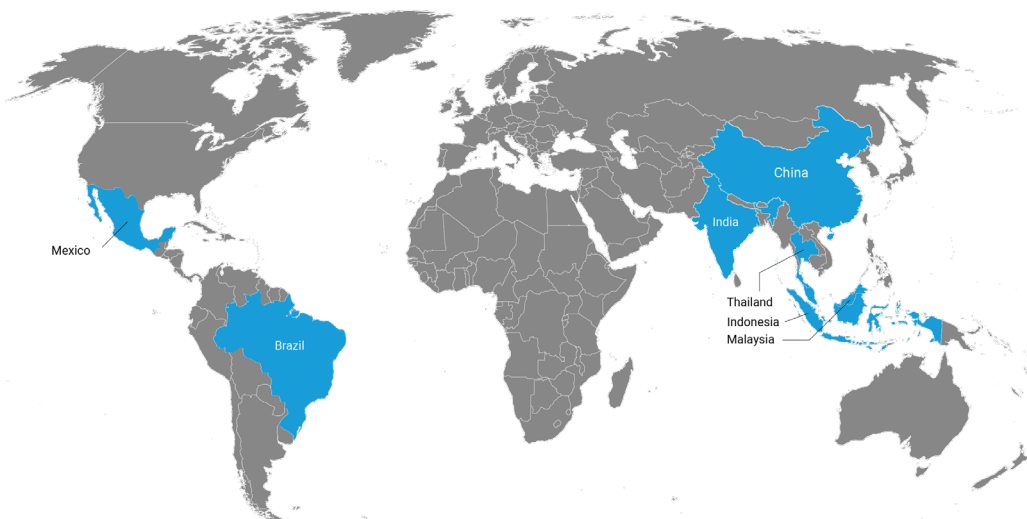 China
India
Mexico
Thailand
Indonesia
Malaysia
Brazil